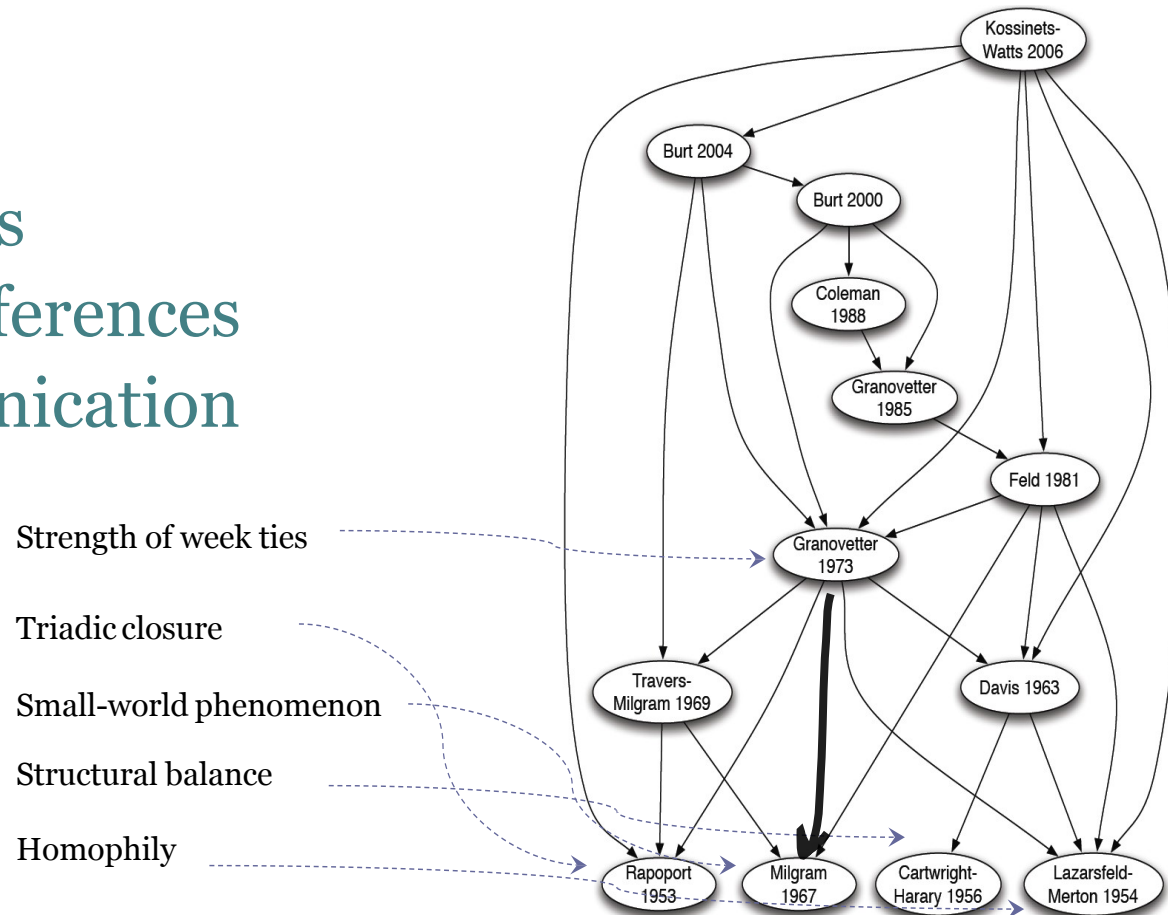 s
ferences
nication
Strength of week ties
Triadic closure
Small-world phenomenon
Structural balance
Homophily
Kossinets-
Watts 2006
Burt 2004
Burt 2000
Coleman
1988
Granovetter
1985
Feld 1981
Granovetter
1973
Travers-
Milgram 1969
Davis 1963
Rapoport
1953
Milgram
1967
Cartwright-
Harary 1956
Lazarsfeld-
Merton 1954